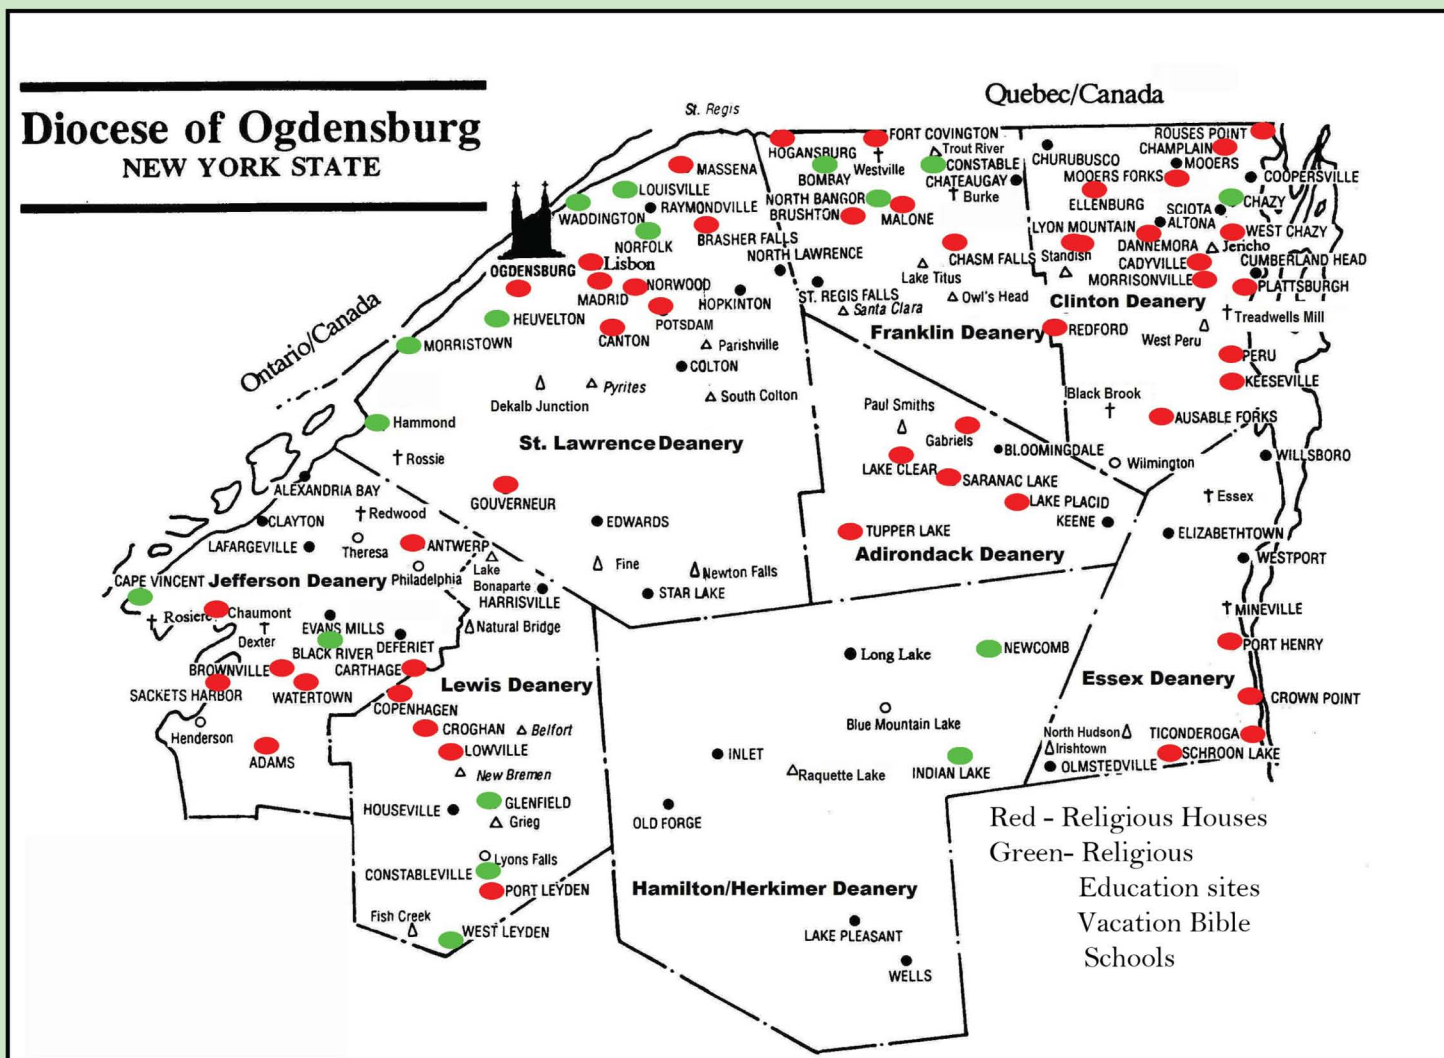 Diocese of Ogdensburg
NEW YORK STATE
Quebec/Canada
St. Regis
Ontario/Canada
MASSENA
LOUISVILLE
WADDINGTON
RAYMONDVILLE
NORFOLK
BRASHER FALLS
NORTH LAWRENCE
OGDENSBURG
Lisbon
MADRID
NORWOOD
HOPKINTON
HEUVELTON
POTSDAM
CANTON
MORRISTOWN
Parishville
COLTON
Pyrites
Dekalb Junction
South Colton
Hammond
St. Lawrence Deanery
Rossie
GOUVERNEUR
EDWARDS
Fine
Newton Falls
STAR LAKE
HOGANSBURG
FORT COVINGTON
Trout River
BOMBAY
Westville
CONSTABLE
CHATEAUGAY
NORTH BANGOR
Burke
BRUSHTON
MALONE
CHASM FALLS
Lake Titus
ST. REGIS FALLS
Owl's Head
Santa Clara
Franklin Deanery
ROUSES POINT
CHAMPLAIN
CHURUBUSCO
MOOERS
MOOERS FORKS
COOPERSVILLE
ELLENBURG
CHAZY
SCIOTA
ALTONA
LYON MOUNTAIN
WEST CHAZY
DANNEMORA
Jericho
Standish
CADYVILLE
CUMBERLAND HEAD
MORRISONVILLE
PLATTSBURGH
Clinton Deanery
Treadwells Mill
REDFORD
West Peru
PERU
KEESEVILLE
Black Brook
AUSABLE FORKS
Paul Smiths
Gabriels
BLOOMINGDALE
Wilmington
WILLSBORO
LAKE CLEAR
SARANAC LAKE
LAKE PLACID
Essex
KEENE
ELIZABETHTOWN
TUPPER LAKE
Adirondack Deanery
WESTPORT
MINEVILLE
PORT HENRY
Essex Deanery
CROWN POINT
North Hudson
TICONDEROGA
Irishtown
SCHROON LAKE
OLMSTEDVILLE
ALEXANDRIA BAY
CLAYTON
Redwood
LAFARGEVILLE
Theresa
ANTWERP
CAPE VINCENT
Jefferson Deanery
Philadelphia
Lake
Bonaparte
HARRISVILLE
Rosiere
Chaumont
Dexter
EVANS MILLS
BLACK RIVER
DEFERIET
Natural Bridge
BROWNVILLE
CARTHAGE
SACKETS HARBOR
WATERTOWN
COPENHAGEN
Lewis Deanery
Henderson
ADAMS
CROGHAN
Belfort
LOWVILLE
New Bremen
HOUSEVILLE
GLENFIELD
Grieg
Lyons Falls
CONSTABLEVILLE
PORT LEYDEN
Fish Creek
WEST LEYDEN
Long Lake
NEWCOMB
Blue Mountain Lake
INLET
Raquette Lake
INDIAN LAKE
OLD FORGE
Hamilton/Herkimer Deanery
LAKE PLEASANT
WELLS
Red - Religious Houses
Green- Religious
Education sites
Vacation Bible
Schools